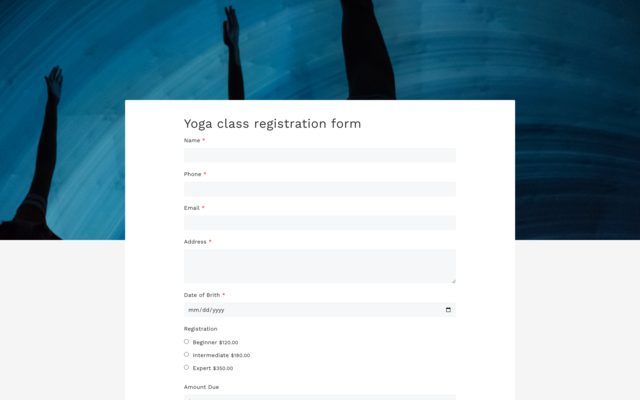 Yoga class registration form
Name *
Phone *
Email *
Address *
Date of Brith *
mm/dd/yyyy
Registration
Beginner $120.00
Intermediate $180.00
Expert $350.00
Amount Due